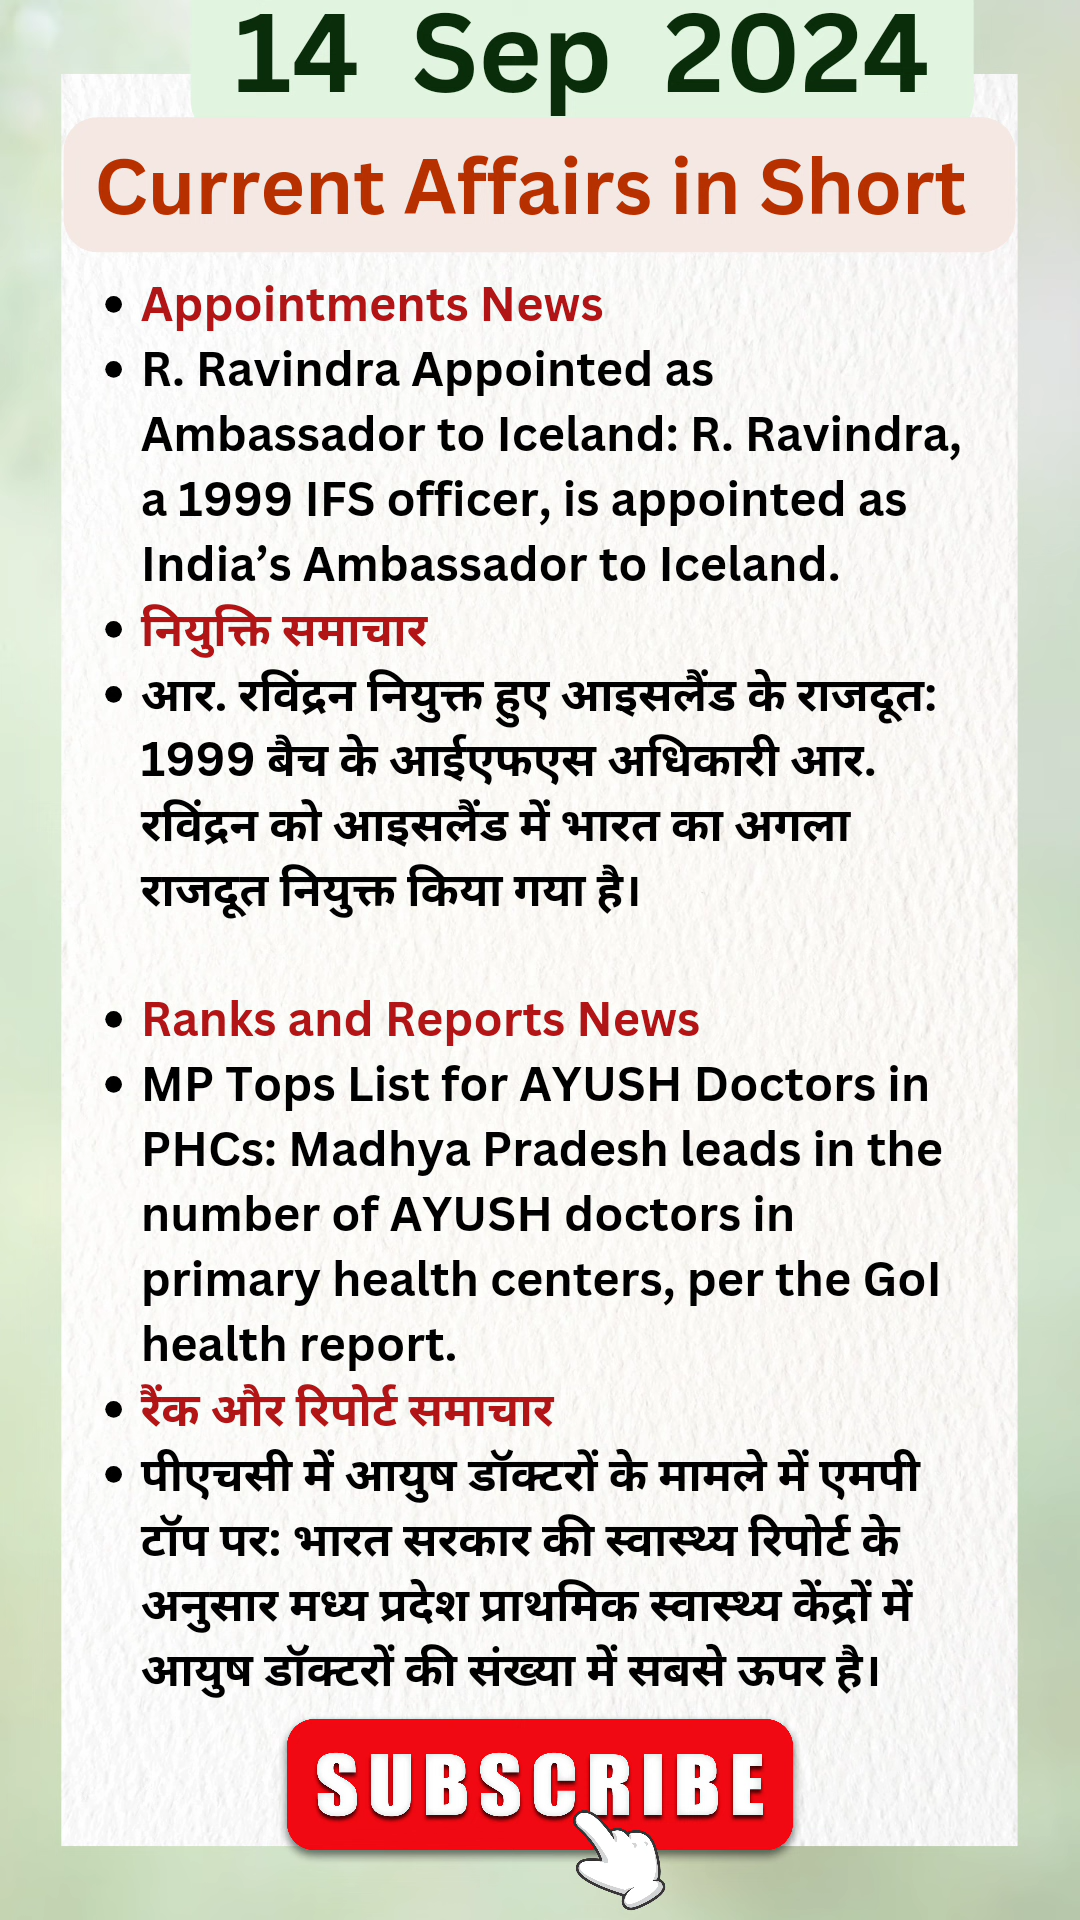 14 Sep 2024
Current Affairs in Short
• Appointments News
• R. Ravindra Appointed as
Ambassador to Iceland: R. Ravindra,
a 1999 IFS officer, is appointed as
India’s Ambassador to Iceland.
• नियुक्ति समाचार
• आर. रविंद्रन नियुक्त हुए आइसलैंड के राजदूत:
1999 बैच के आईएफएस अधिकारी आर.
रविंद्रन को आइसलैंड में भारत का अगला
राजदूत नियुक्त किया गया है।
• Ranks and Reports News
• MP Tops List for AYUSH Doctors in
PHCs: Madhya Pradesh leads in the
number of AYUSH doctors in
primary health centers, per the GoI
health report.
• रैंक और रिपोर्ट समाचार
• पीएचसी में आयुष डॉक्टरों के मामले में एमपी
टॉप पर: भारत सरकार की स्वास्थ्य रिपोर्ट के
अनुसार मध्य प्रदेश प्राथमिक स्वास्थ्य केंद्रों में
आयुष डॉक्टरों की संख्या में सबसे ऊपर है।
SUBSCRIBE